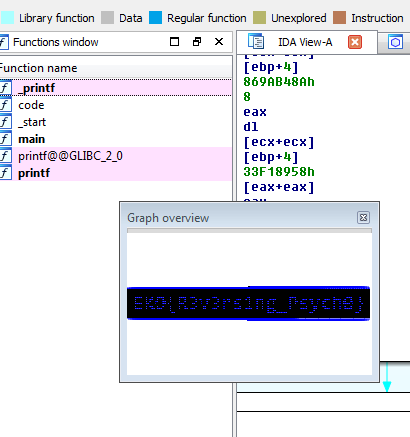 Library function Data Regular function Unexplored Instruction
Functions window
IDA View-A
Function name
_printf
code
_start
main
printf@@GLIBC_2_0
printf
[ebp+4]
869AB48Ah
8
eax
dl
[ecx+ecx]
[ebp+4]
33F18958h
[eax+eax]
Graph overview
EKO{R3v3rs1ng_Psych0}